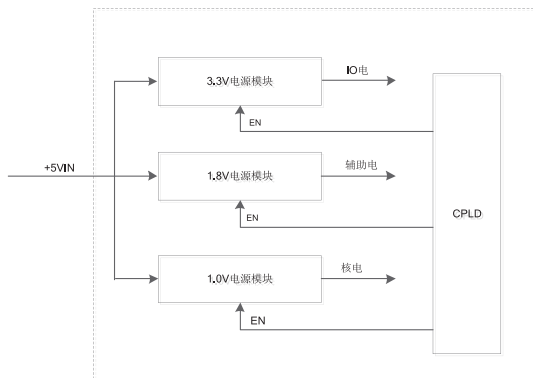 IO电
3.3V电源模块
EN
+5VIN
辅助电
1.8V电源模块
EN
CPLD
核电
1.0V电源模块
EN